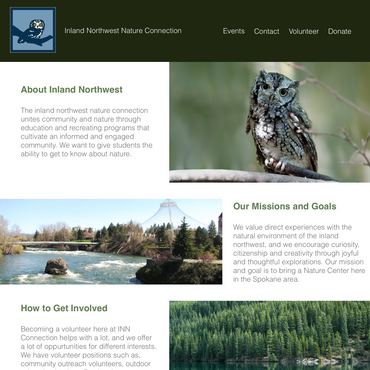 Inland Northwest Nature Connection
Events
Contact
Volunteer
Donate
About Inland Northwest
The inland northwest nature connection
unites community and nature through
education and recreating programs that
cultivate an informed and engaged
community. We want to give students the
ability to get to know about nature.
Our Missions and Goals
We value direct experiences with the
natural environment of the inland
northwest, and we encourage curiosity,
citizenship and creativity through joyful
and thoughtful explorations. Our mission
and goal is to bring a Nature Center here
in the Spokane area.
How to Get Involved
Becoming a volunteer here at INN
Connection helps with a lot, and we offer
a lot of oppurtunities for different interests.
We have volunteer positions such as,
community outreach volunteers, outdoor